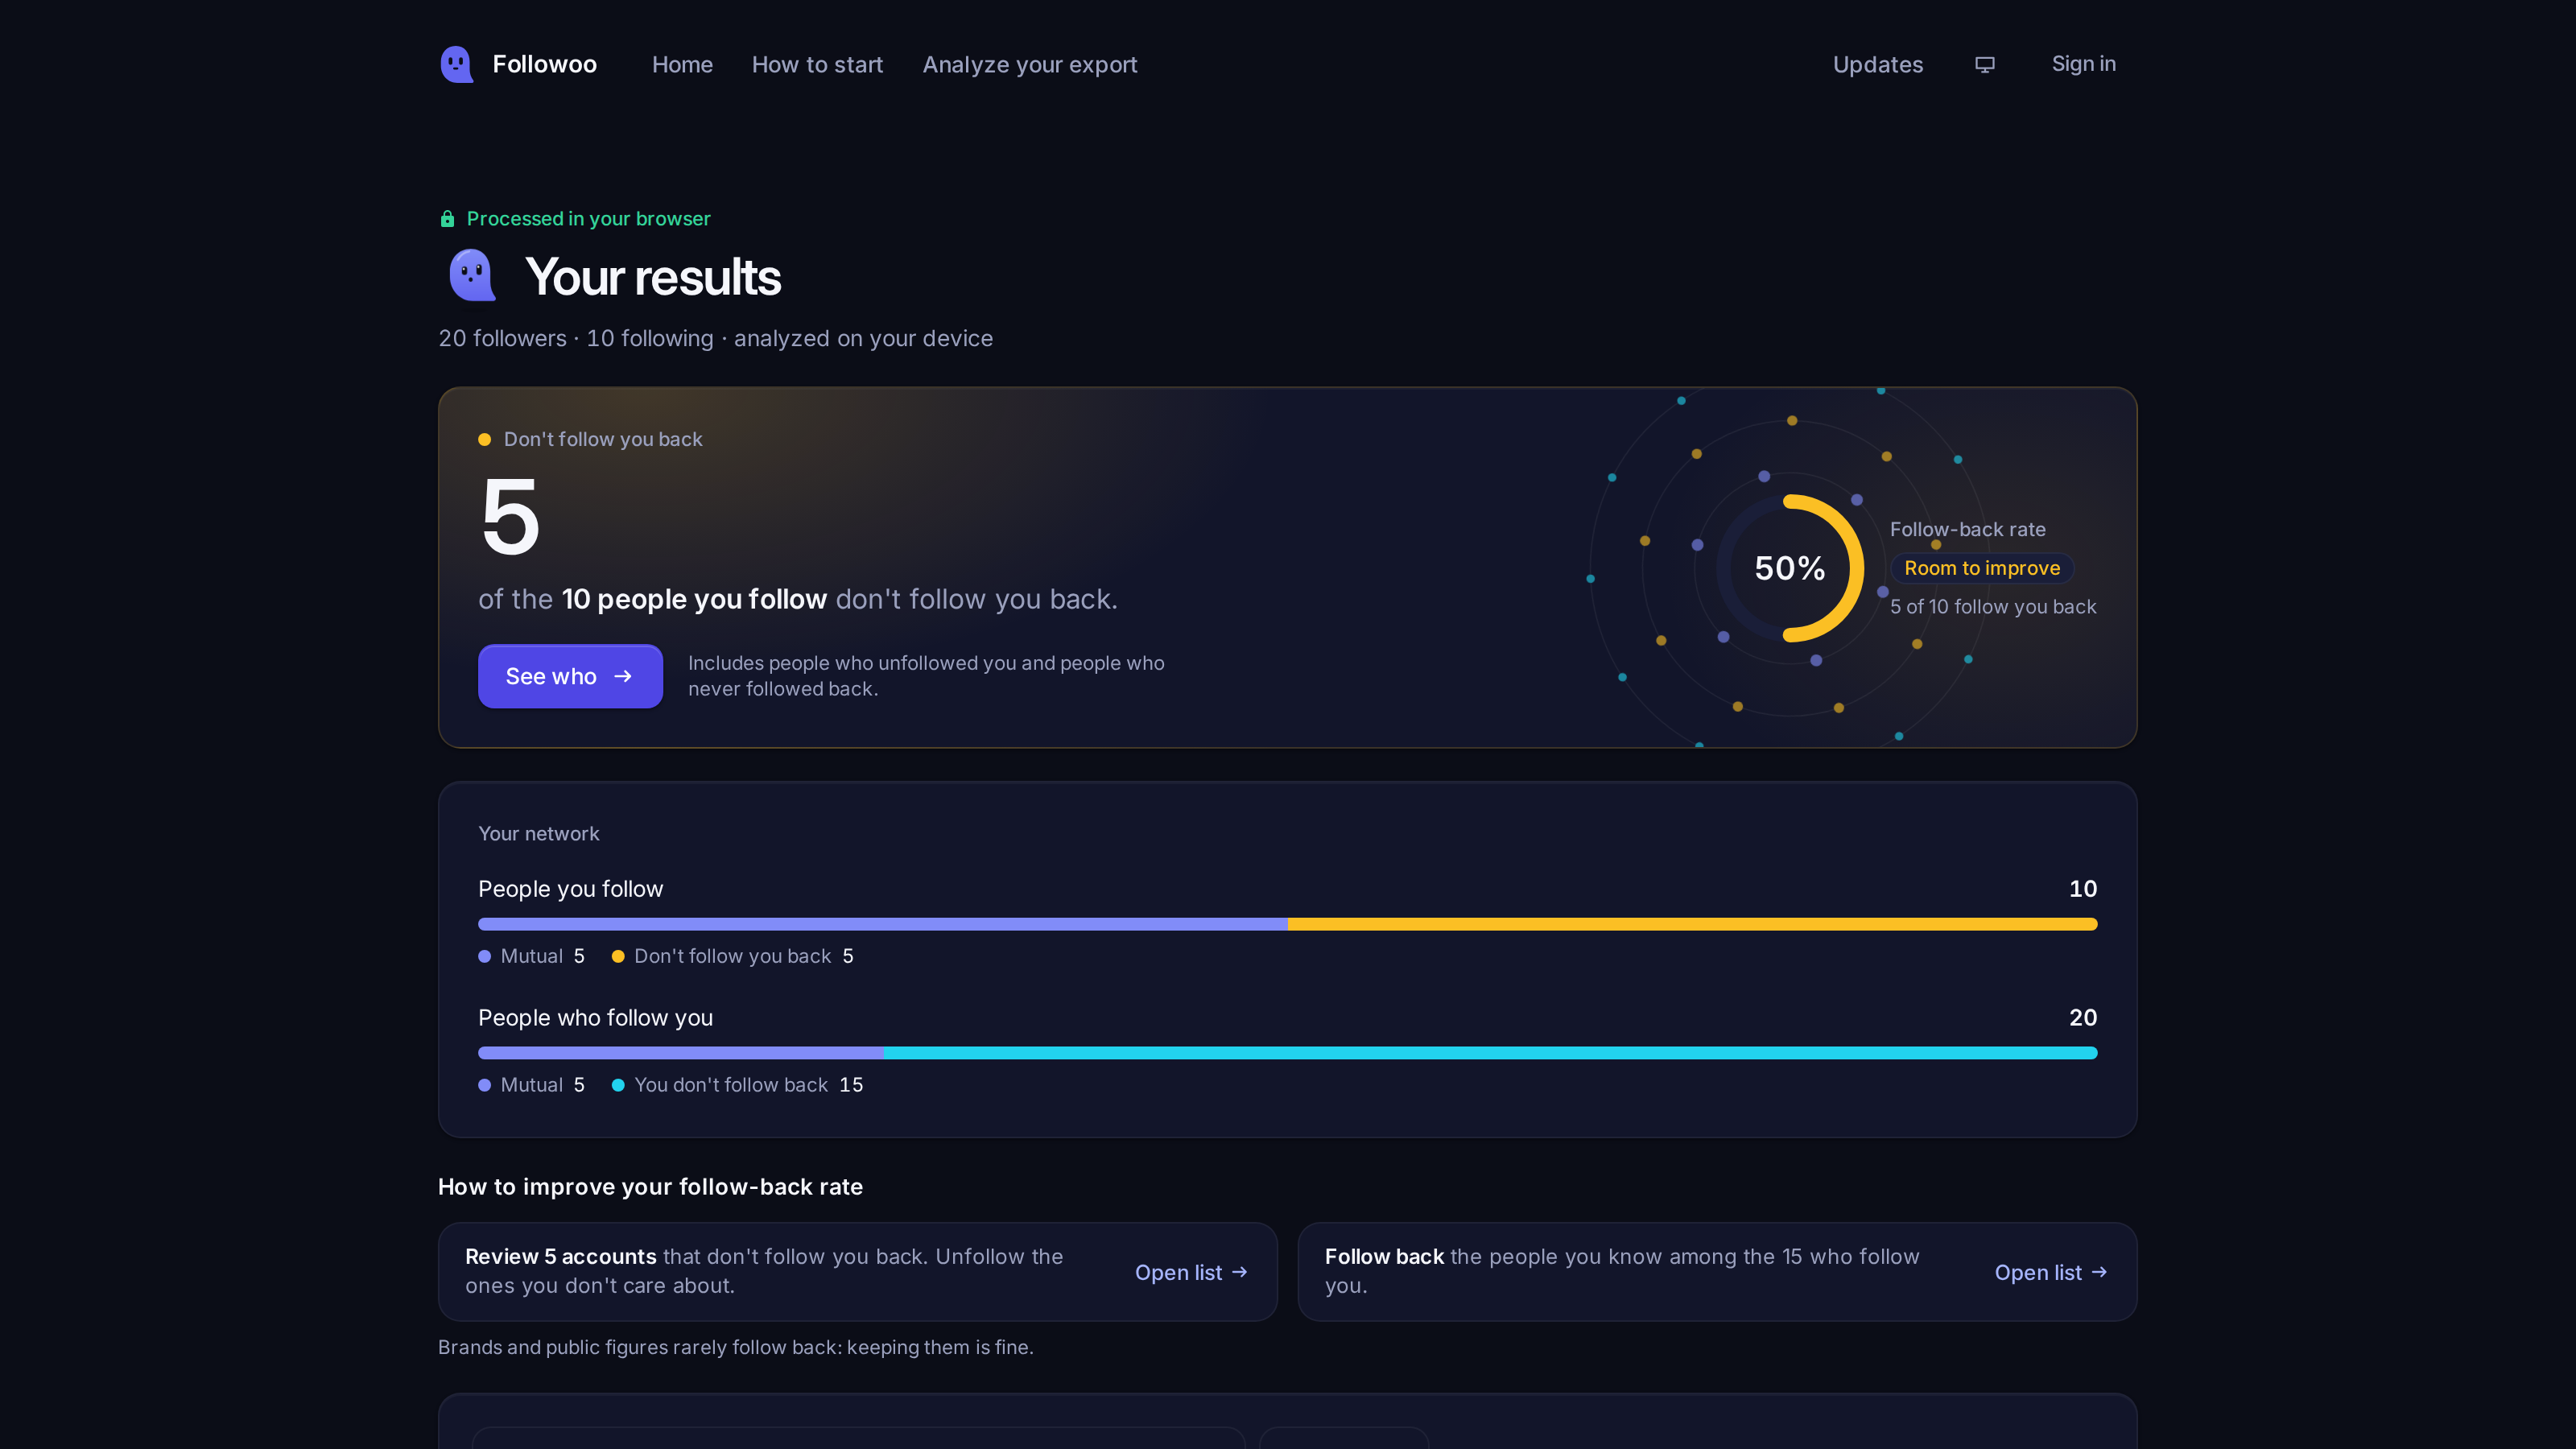 Followoo
Home
How to start
Analyze your export
Updates
Sign in
Processed in your browser
Your results
20 followers · 10 following · analyzed on your device
Don't follow you back
5
of the 10 people you follow don't follow you back.
See who →
Includes people who unfollowed you and people who
never followed back.
50%
Follow-back rate
Room to improve
5 of 10 follow you back
Your network
People you follow
10
Mutual 5
Don't follow you back 5
People who follow you
20
Mutual 5
You don't follow back 15
How to improve your follow-back rate
Review 5 accounts that don't follow you back. Unfollow the
ones you don't care about.
Open list →
Follow back the people you know among the 15 who follow
you.
Open list →
Brands and public figures rarely follow back: keeping them is fine.